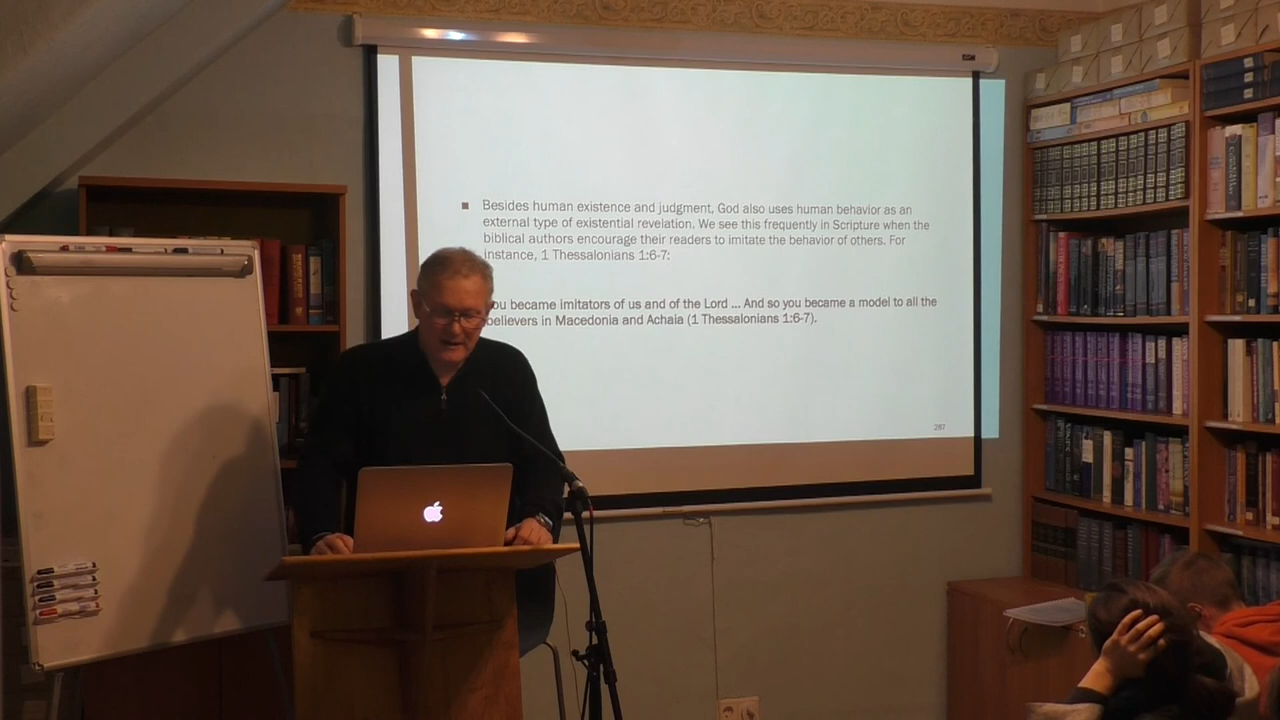 Besides human existence and judgment, God also uses human behavior as an
external type of existential revelation. We see this frequently in Scripture when the
biblical authors encourage their readers to imitate the behavior of others. For
instance, 1 Thessalonians 1:6-7:
ou became imitators of us and of the Lord ... And so you became a model to all the
believers in Macedonia and Achaia (1 Thessalonians 1:6-7).
287